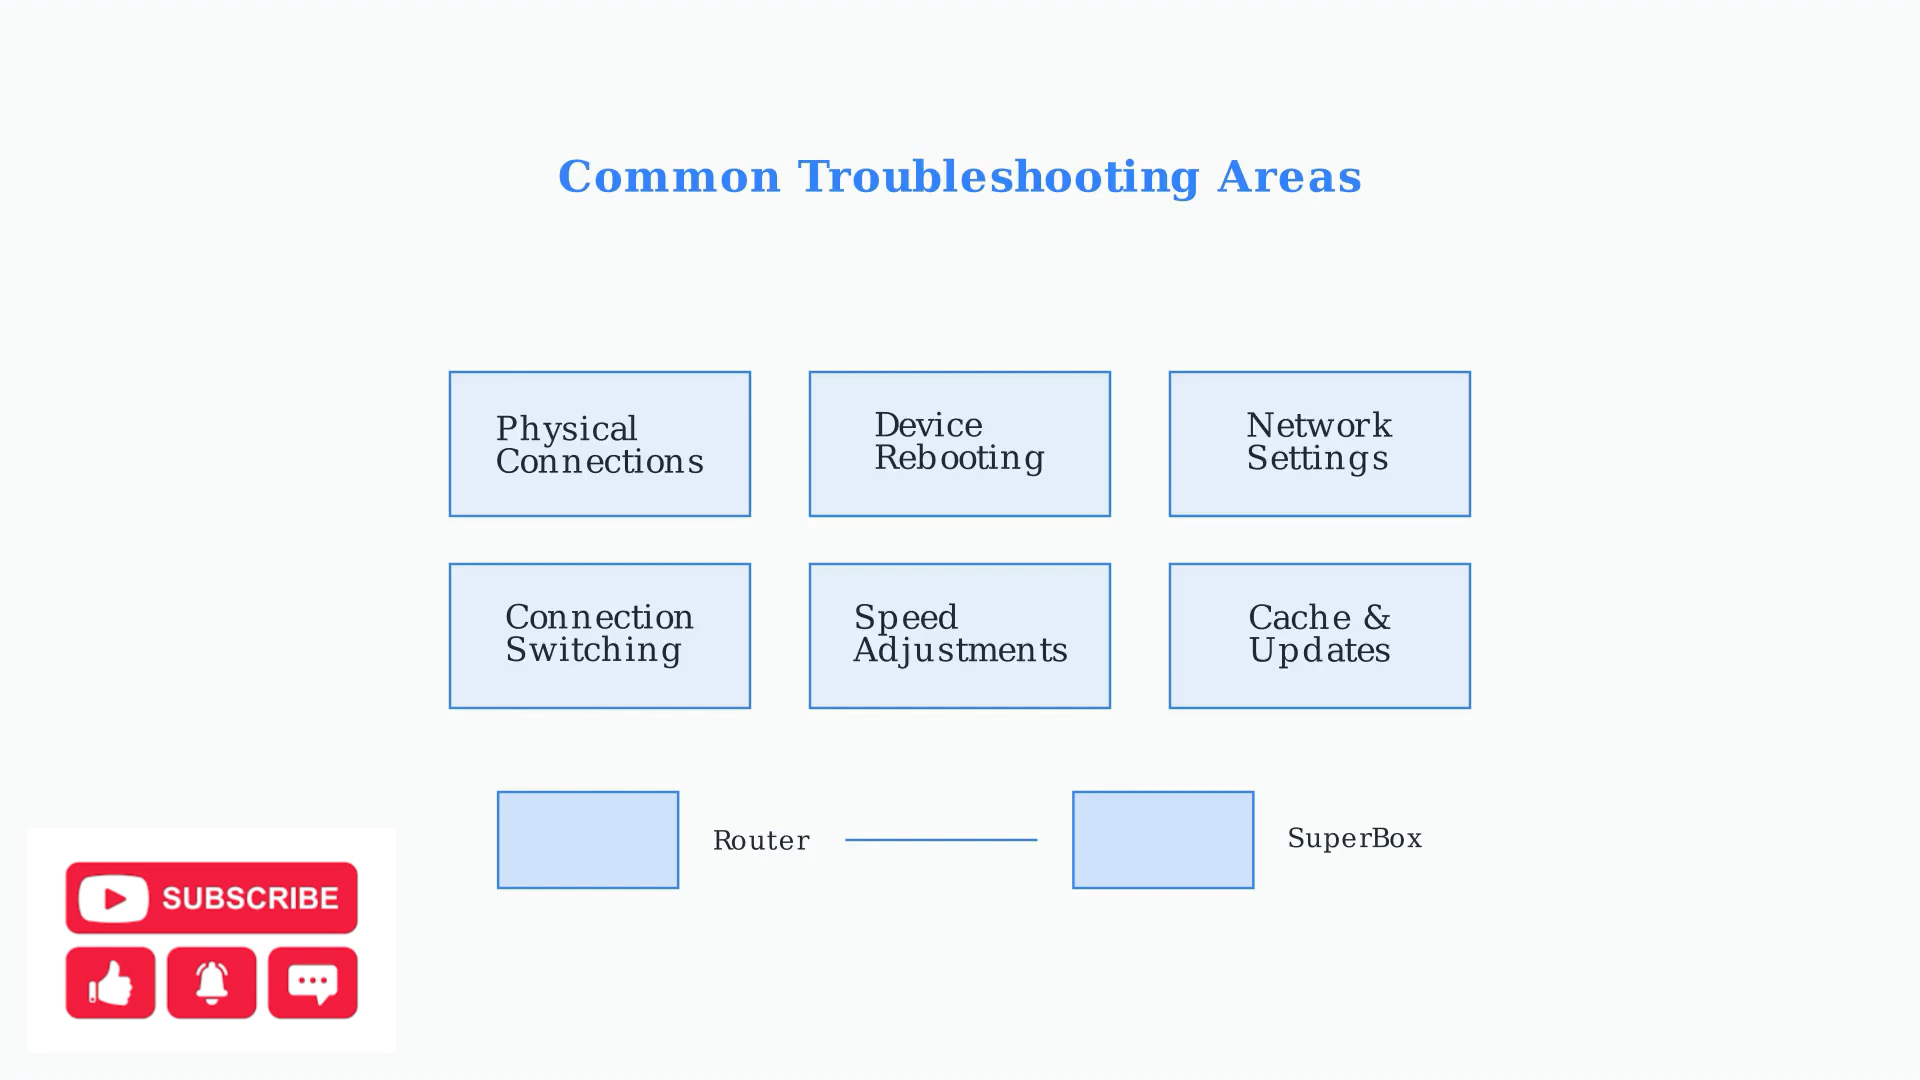 Common Troubleshooting Areas
Physical
Connections
Device
Rebooting
Network
Settings
Connection
Switching
Speed
Adjustments
Cache &
Updates
Router
SuperBox
SUBSCRIBE